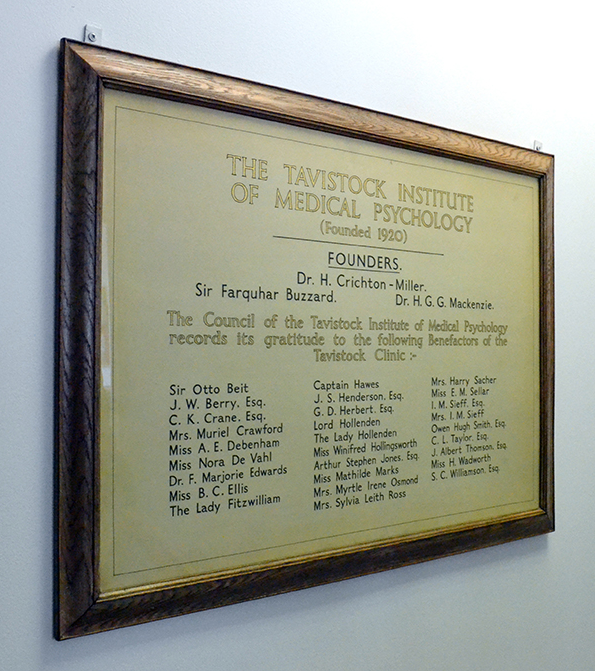 THE TAVISTOCK INSTITUTE
OF MEDICAL PSYCHOLOGY
(Founded 1920)
FOUNDERS.
Dr. H. Crichton-Miller.
Sir Farquhar Buzzard. Dr. H. G. G. Mackenzie.
The Council of the Tavistock Institute of Medical Psychology
records its gratitude to the following Benefactors of the
Tavistock Clinic :-
Sir Otto Beit
J. W. Berry, Esq.
C. K. Crane, Esq.
Mrs. Muriel Crawford
Miss A. E. Debenham
Miss Nora De Vahl
Dr. F. Marjorie Edwards
Miss B. C. Ellis
The Lady Fitzwilliam
Captain Hawes
J. S. Henderson, Esq.
G. D. Herbert, Esq.
Lord Hollenden
The Lady Hollenden
Miss Winifred Hollingsworth
Arthur Stephen Jones, Esq.
Miss Mathilde Marks
Mrs. Myrtle Irene Osmond
Mrs. Sylvia Leith Ross
Mrs. Harry Sacher
Miss E. M. Sellar
I. M. Sieff, Esq.
Mrs. I. M. Sieff
Owen Hugh Smith, Esq.
C. L. Taylor, Esq.
J. Albert Thomson, Esq.
Miss H. Wadworth
S. C. Williamson, Esq.